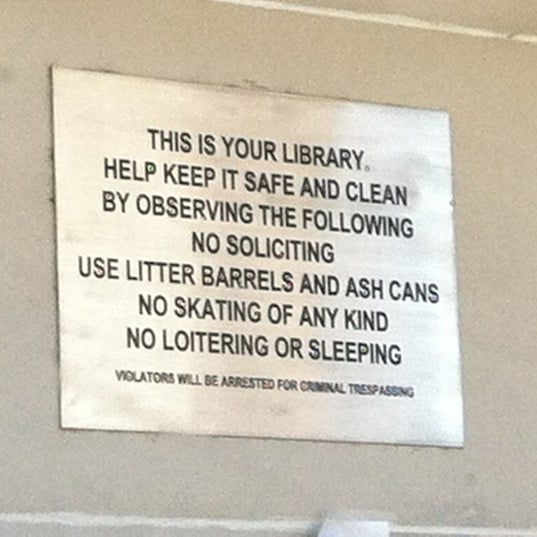 THIS IS YOUR LIBRARY.
HELP KEEP IT SAFE AND CLEAN
BY OBSERVING THE FOLLOWING
NO SOLICITING
USE LITTER BARRELS AND ASH CANS
NO SKATING OF ANY KIND
NO LOITERING OR SLEEPING
VIOLATORS WILL BE ARRESTED FOR CRIMINAL TRESPASSING